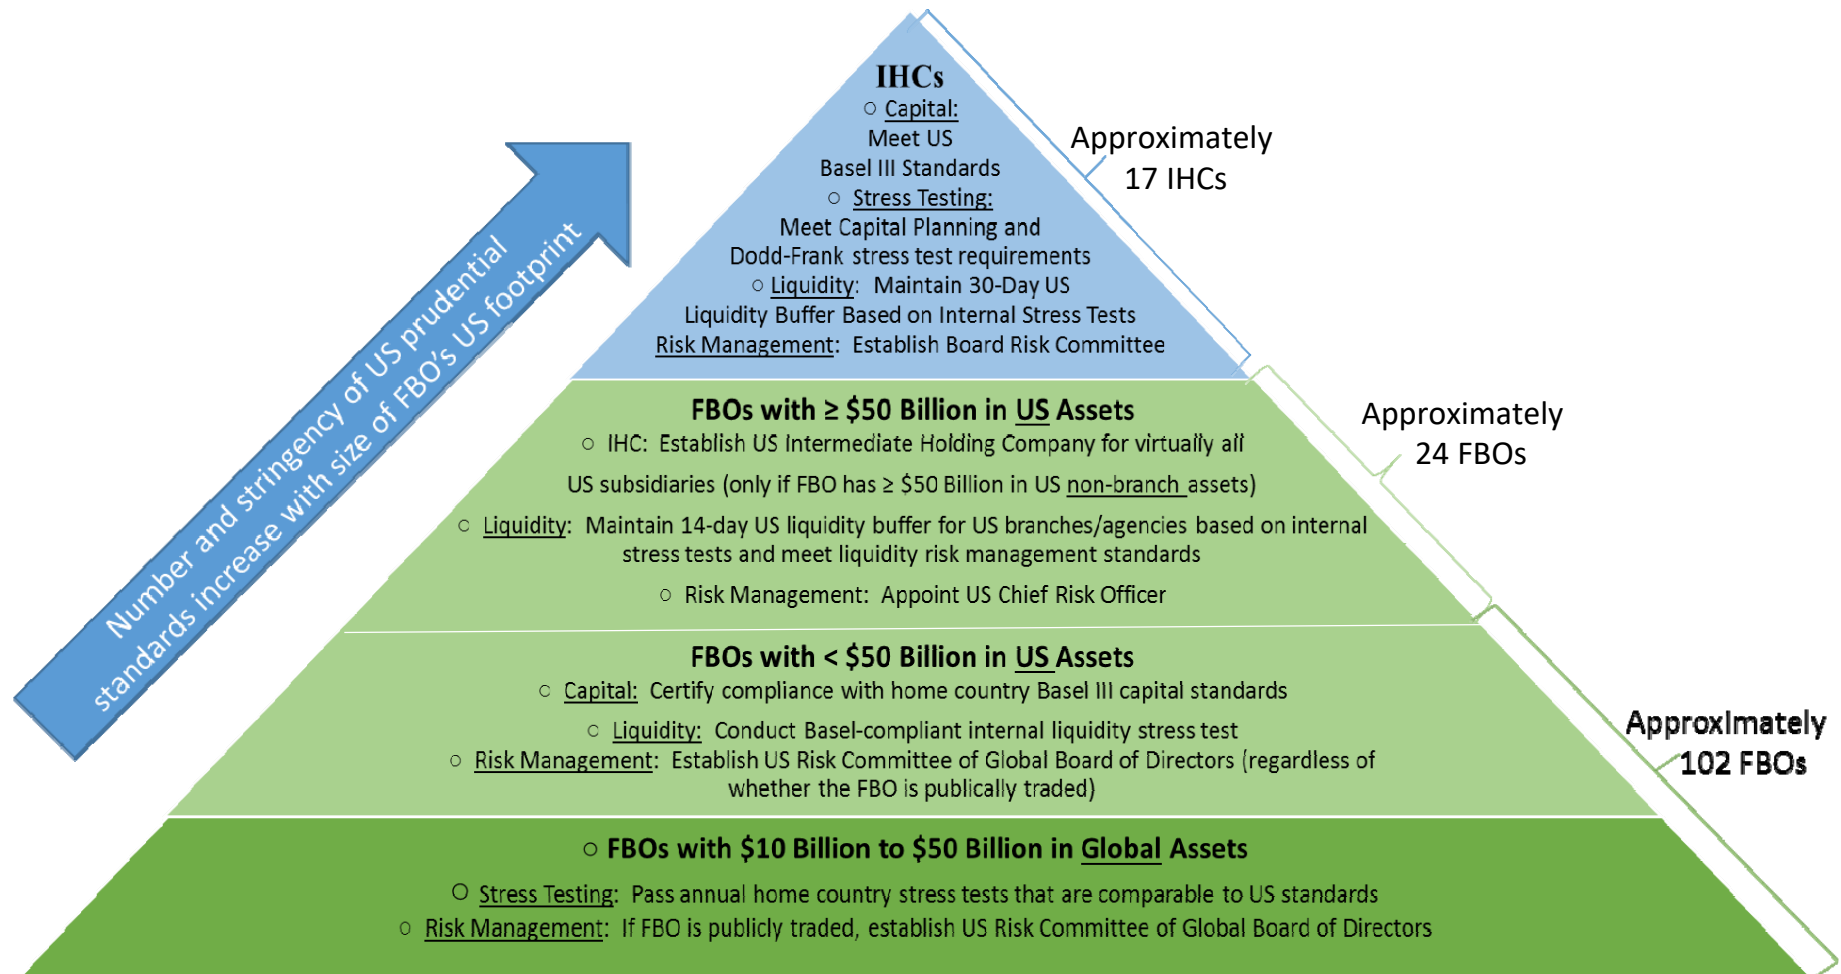 IHCs
○ Capital:
Meet US
Basel III Standards
○ Stress Testing:
Meet Capital Planning and
Dodd-Frank stress test requirements
○ Liquidity: Maintain 30-Day US
Liquidity Buffer Based on Internal Stress Tests
Risk Management: Establish Board Risk Committee
Approximately
17 IHCs
Number and stringency of US prudential
standards increase with size of FBO's US footprint
FBOs with ≥ $50 Billion in US Assets
○ IHC: Establish US Intermediate Holding Company for virtually all
US subsidiaries (only if FBO has ≥ $50 Billion in US non-branch assets)
○ Liquidity: Maintain 14-day US liquidity buffer for US branches/agencies based on internal
stress tests and meet liquidity risk management standards
○ Risk Management: Appoint US Chief Risk Officer
Approximately
24 FBOs
FBOs with < $50 Billion in US Assets
○ Capital: Certify compliance with home country Basel III capital standards
○ Liquidity: Conduct Basel-compliant internal liquidity stress test
○ Risk Management: Establish US Risk Committee of Global Board of Directors (regardless of
whether the FBO is publically traded)
Approximately
102 FBOs
○ FBOs with $10 Billion to $50 Billion in Global Assets
○ Stress Testing: Pass annual home country stress tests that are comparable to US standards
○ Risk Management: If FBO is publicly traded, establish US Risk Committee of Global Board of Directors